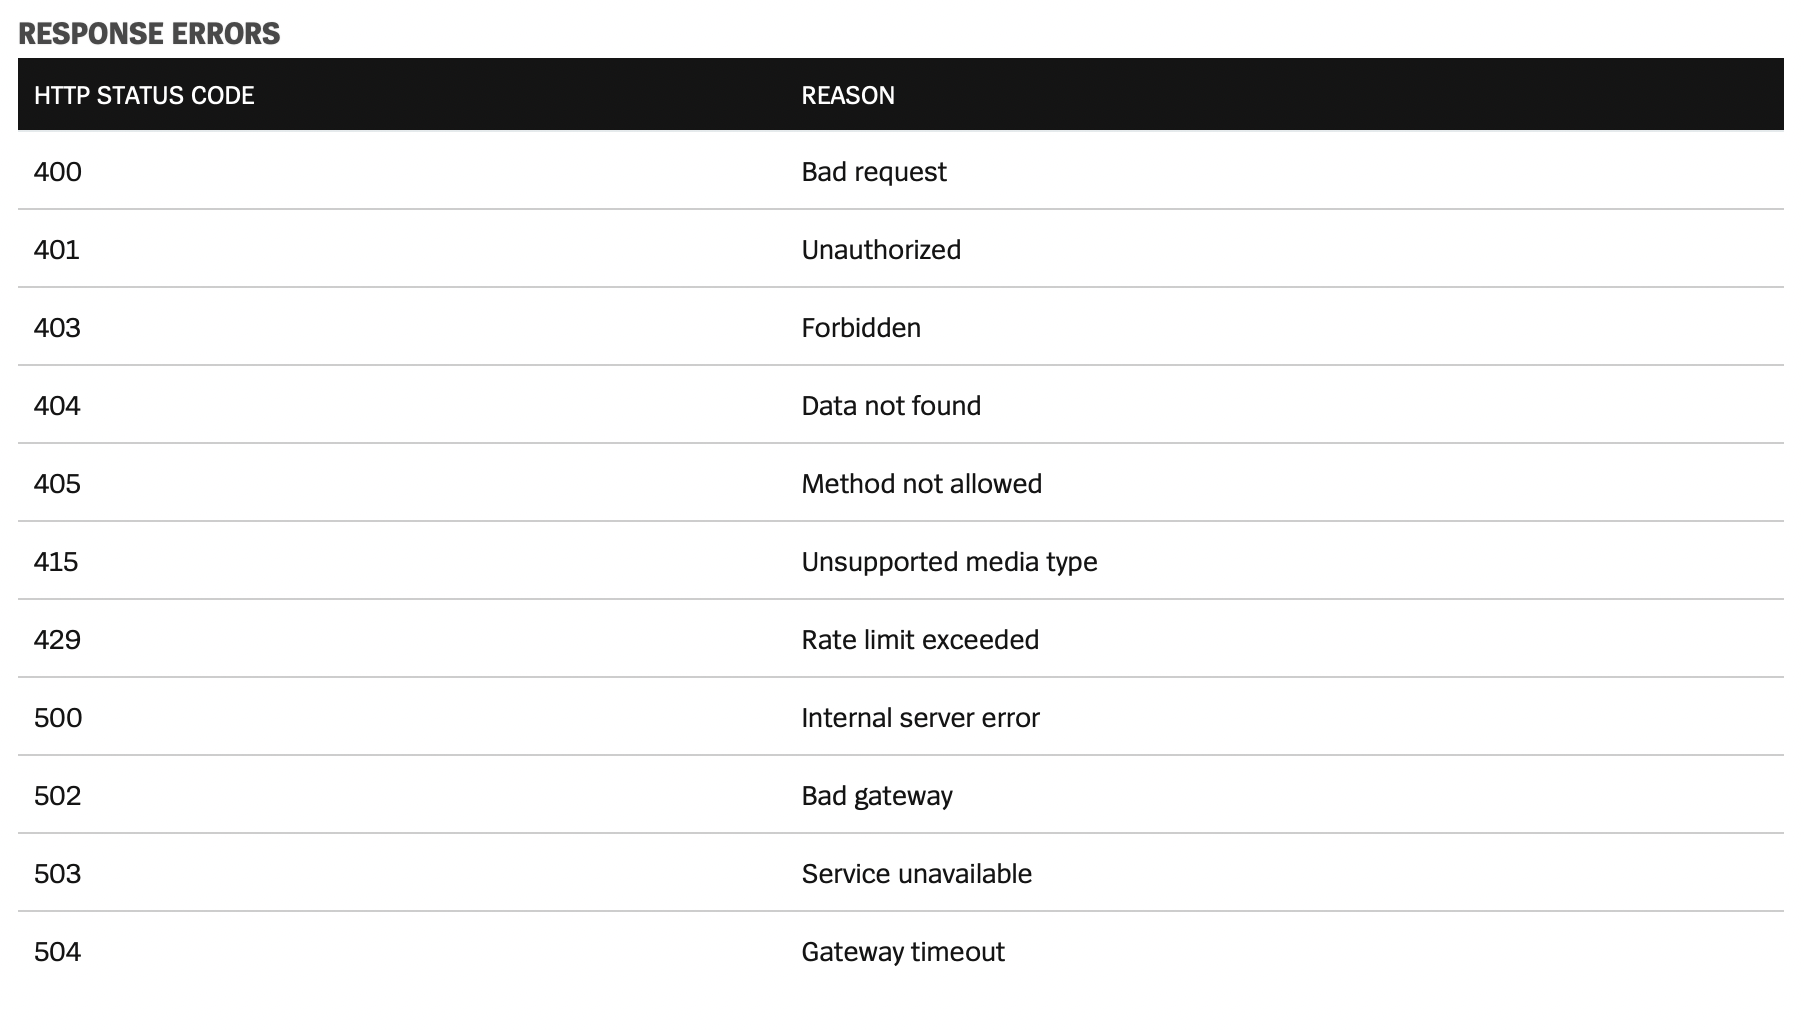 RESPONSE ERRORS
HTTP STATUS CODE REASON
400 Bad request
401 Unauthorized
403 Forbidden
404 Data not found
405 Method not allowed
415 Unsupported media type
429 Rate limit exceeded
500 Internal server error
502 Bad gateway
503 Service unavailable
504 Gateway timeout